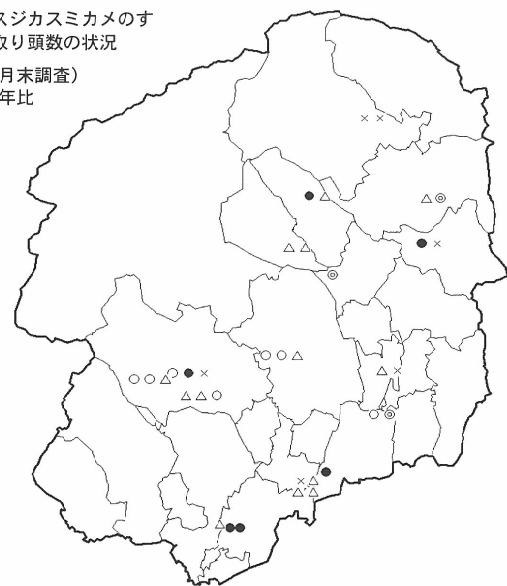 スジカスミカメのす
取り頭数の状況
月末調査)
年比